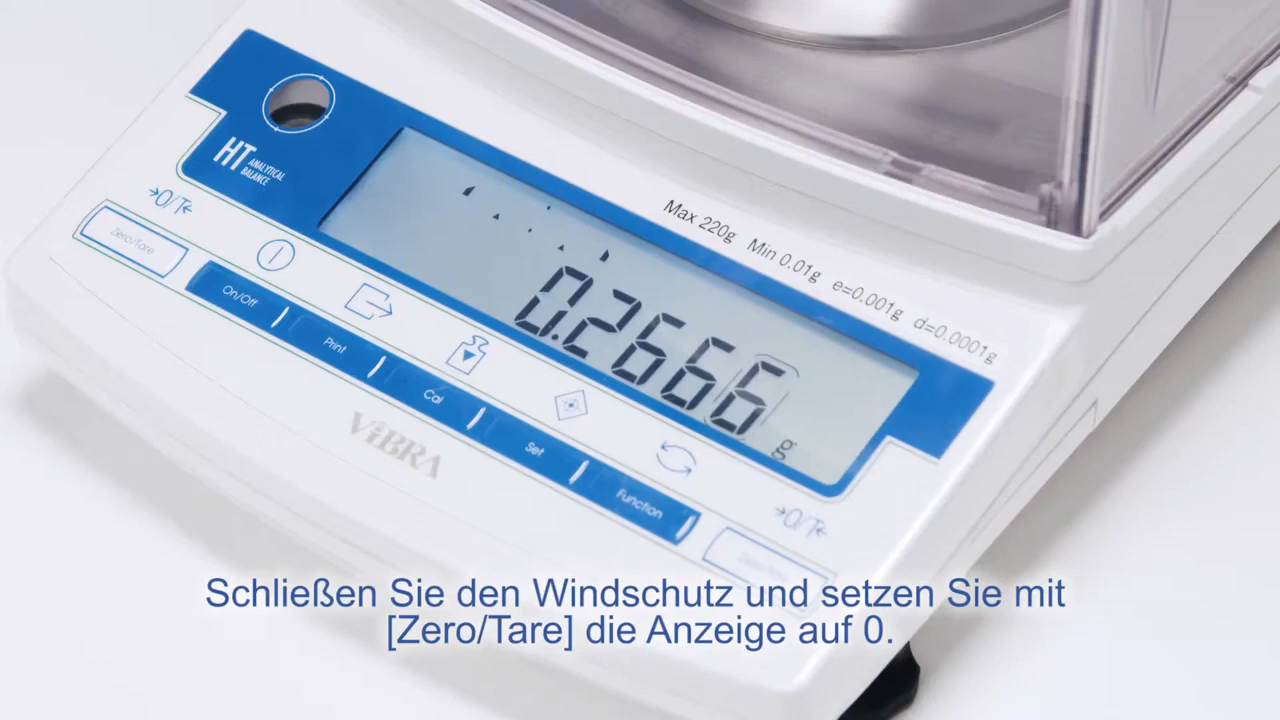 HT ANALYTICAL
BALANCE
Max 220g Min 0.01g e=0.001g d=0.0001g
→0/T←
Zero/Tare
0.2666 g
On/Off
Print
Cal
Set
Function
→0/T←
ViBRA
Schließen Sie den Windschutz und setzen Sie mit
[Zero/Tare] die Anzeige auf 0.